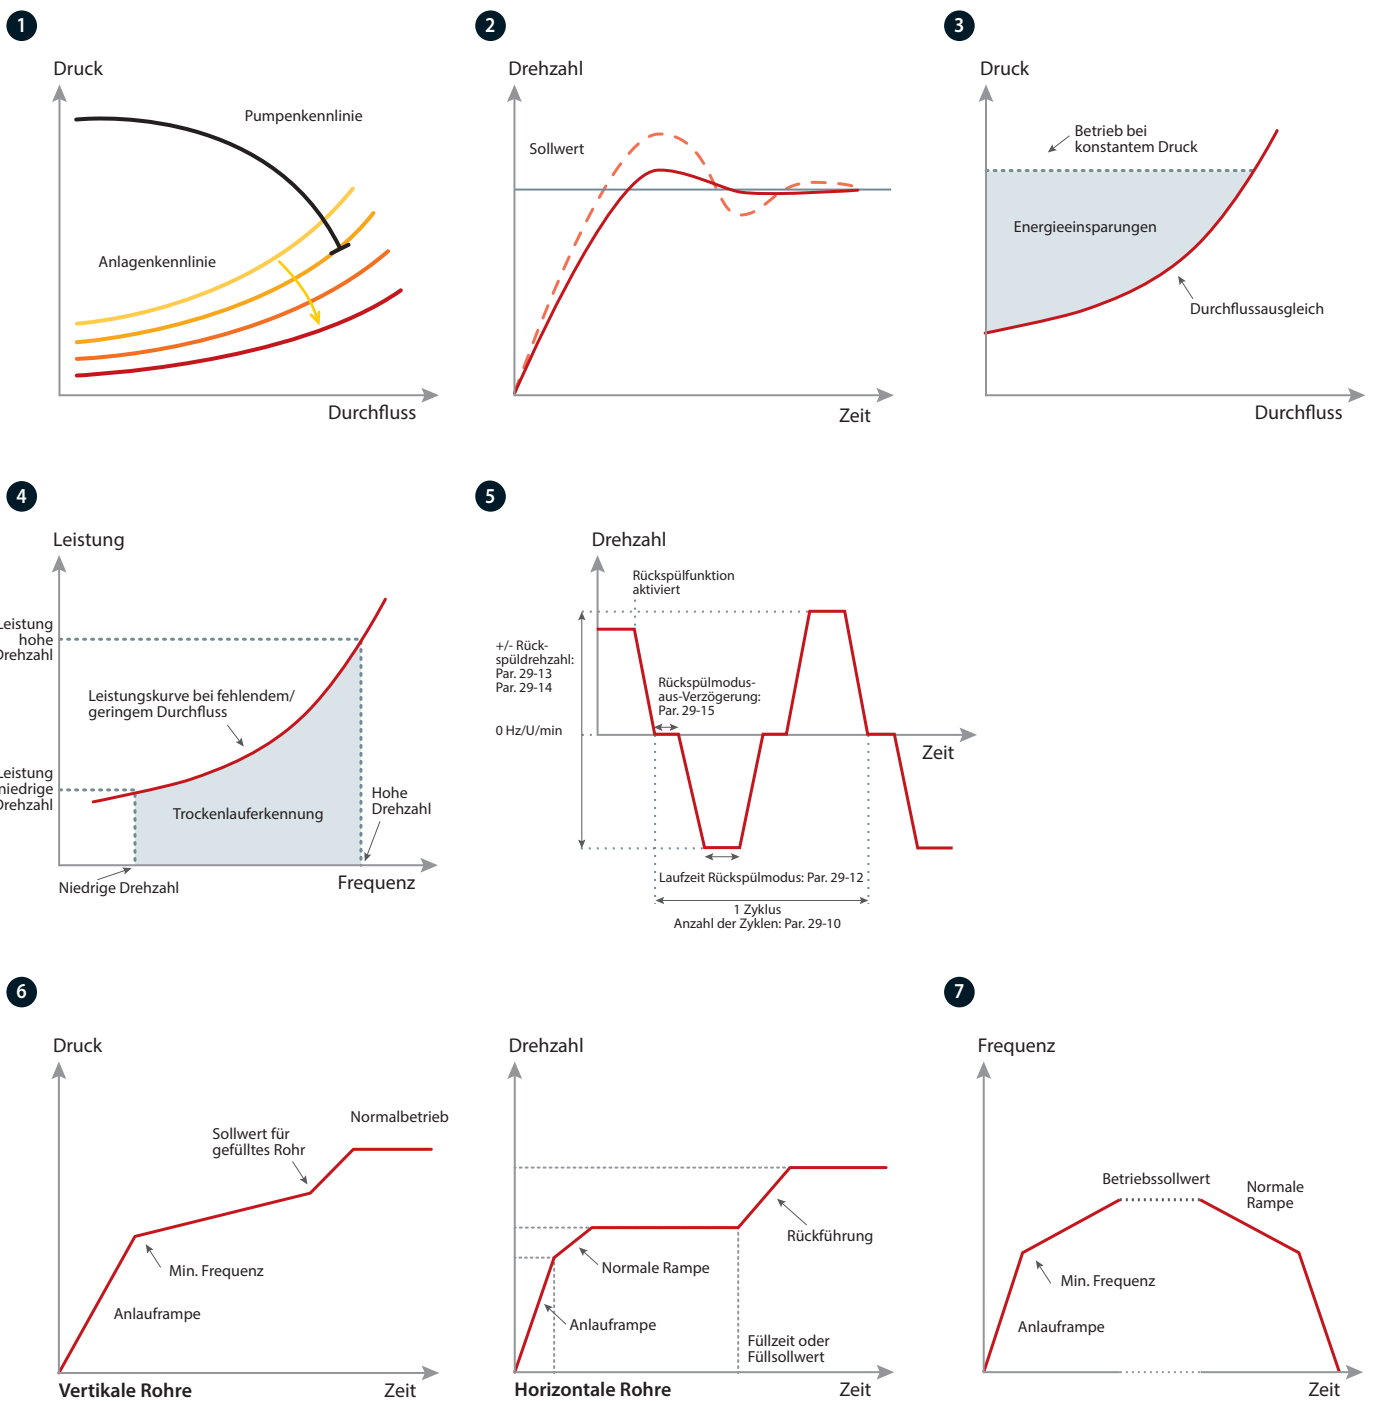 1
Druck
Pumpenkennlinie
Anlagenkennlinie
Durchfluss
2
Drehzahl
Sollwert
Zeit
3
Druck
Betrieb bei
konstantem Druck
Energieeinsparungen
Durchflussausgleich
Durchfluss
4
Leistung
Leistung
hohe
Drehzahl
Leistungskurve bei fehlendem/
geringem Durchfluss
Leistung
niedrige
Drehzahl
Trockenlauferkennung
Hohe
Drehzahl
Niedrige Drehzahl
Frequenz
5
Drehzahl
Rückspülfunktion
aktiviert
+/- Rück-
spüldrehzahl:
Par. 29-13
Par. 29-14
Rückspülmodus-
aus-Verzögerung:
Par. 29-15
0 Hz/U/min
Zeit
Laufzeit Rückspülmodus: Par. 29-12
1 Zyklus
Anzahl der Zyklen: Par. 29-10
6
Druck
Normalbetrieb
Sollwert für
gefülltes Rohr
Min. Frequenz
Anlauframpe
Vertikale Rohre
Zeit
Drehzahl
Rückführung
Normale Rampe
Anlauframpe
Füllzeit oder
Füllsollwert
Horizontale Rohre
Zeit
7
Frequenz
Betriebssollwert
Normale
Rampe
Min. Frequenz
Anlauframpe
Zeit